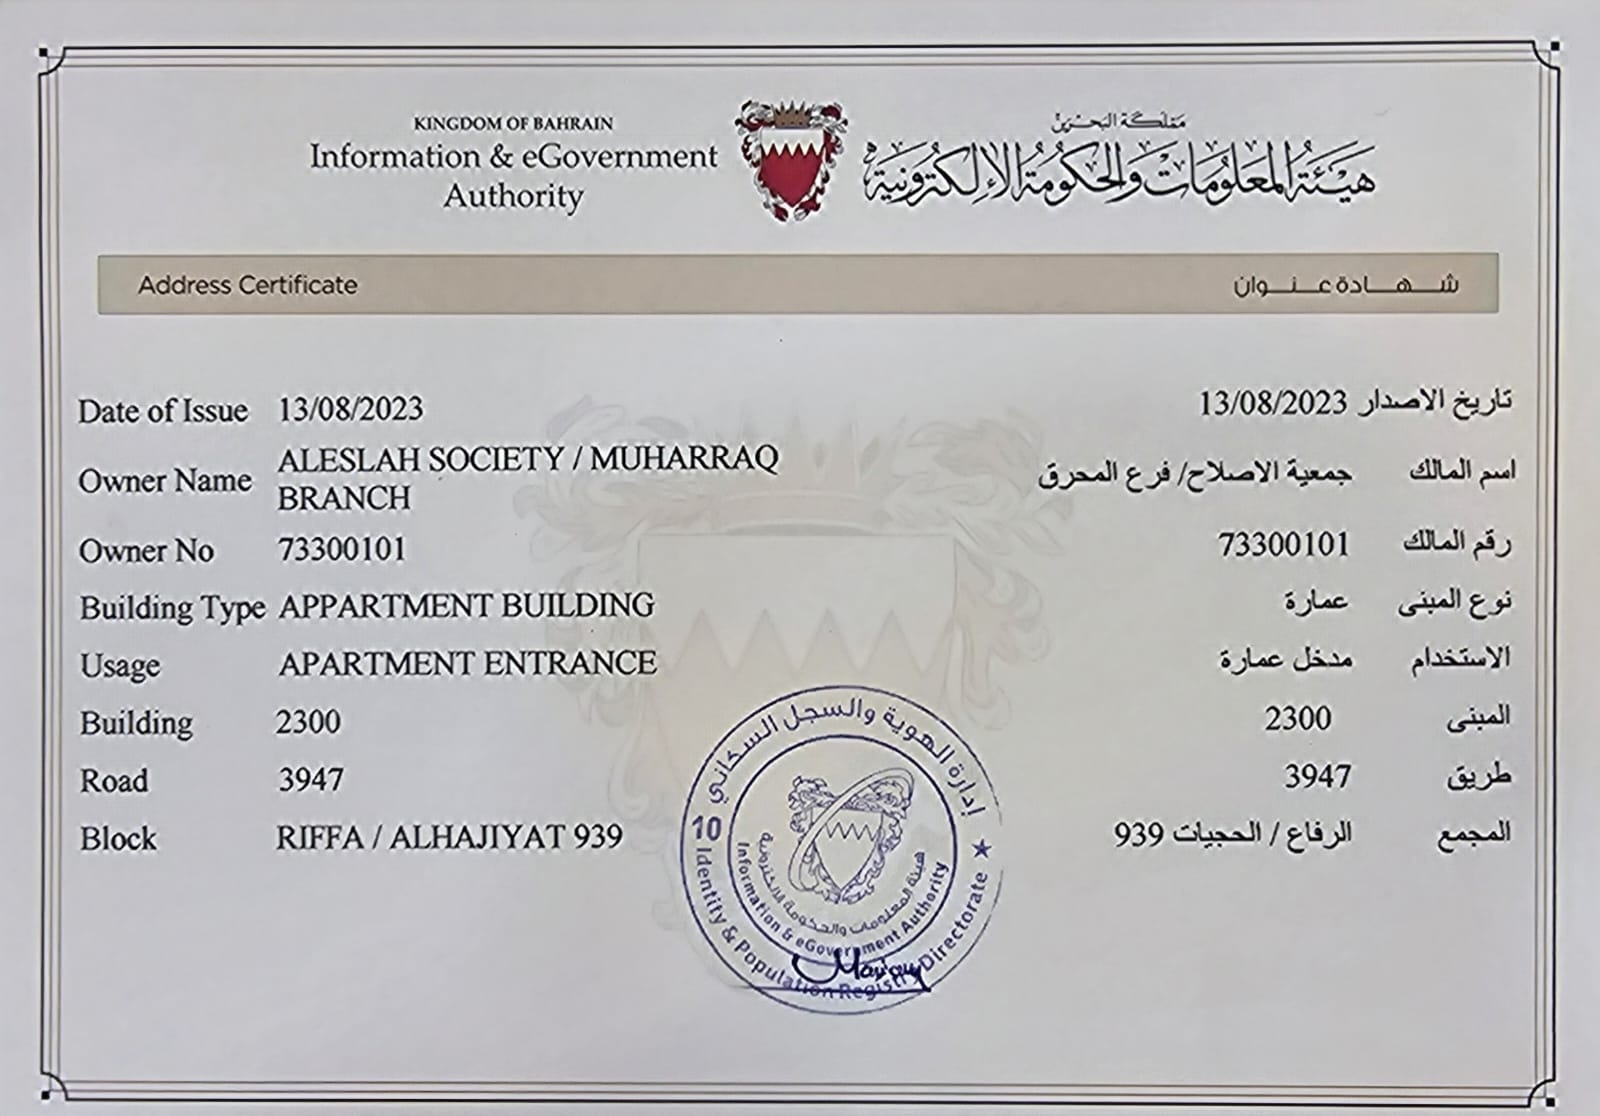 KINGDOM OF BAHRAIN
Information & eGovernment
Authority
مملكة البحرين
هيئة المعلومات والحكومة الإلكترونية
Address Certificate
شهادة عنوان
Date of Issue 13/08/2023
تاريخ الاصدار 13/08/2023
Owner Name ALESLAH SOCIETY / MUHARRAQ
BRANCH
اسم المالك جمعية الاصلاح/ فرع المحرق
Owner No 73300101
رقم المالك 73300101
Building Type APPARTMENT BUILDING
نوع المبنى عمارة
Usage APARTMENT ENTRANCE
الاستخدام مدخل عمارة
Building 2300
المبنى 2300
Road 3947
طريق 3947
Block RIFFA / ALHAJIYAT 939
المجمع الرفاع / الحجيات 939
إدارة الهوية والسجل السكاني
10
Identity & Population Registry Directorate
هيئة المعلومات والحكومة الالكترونية
Information & eGovernment Authority